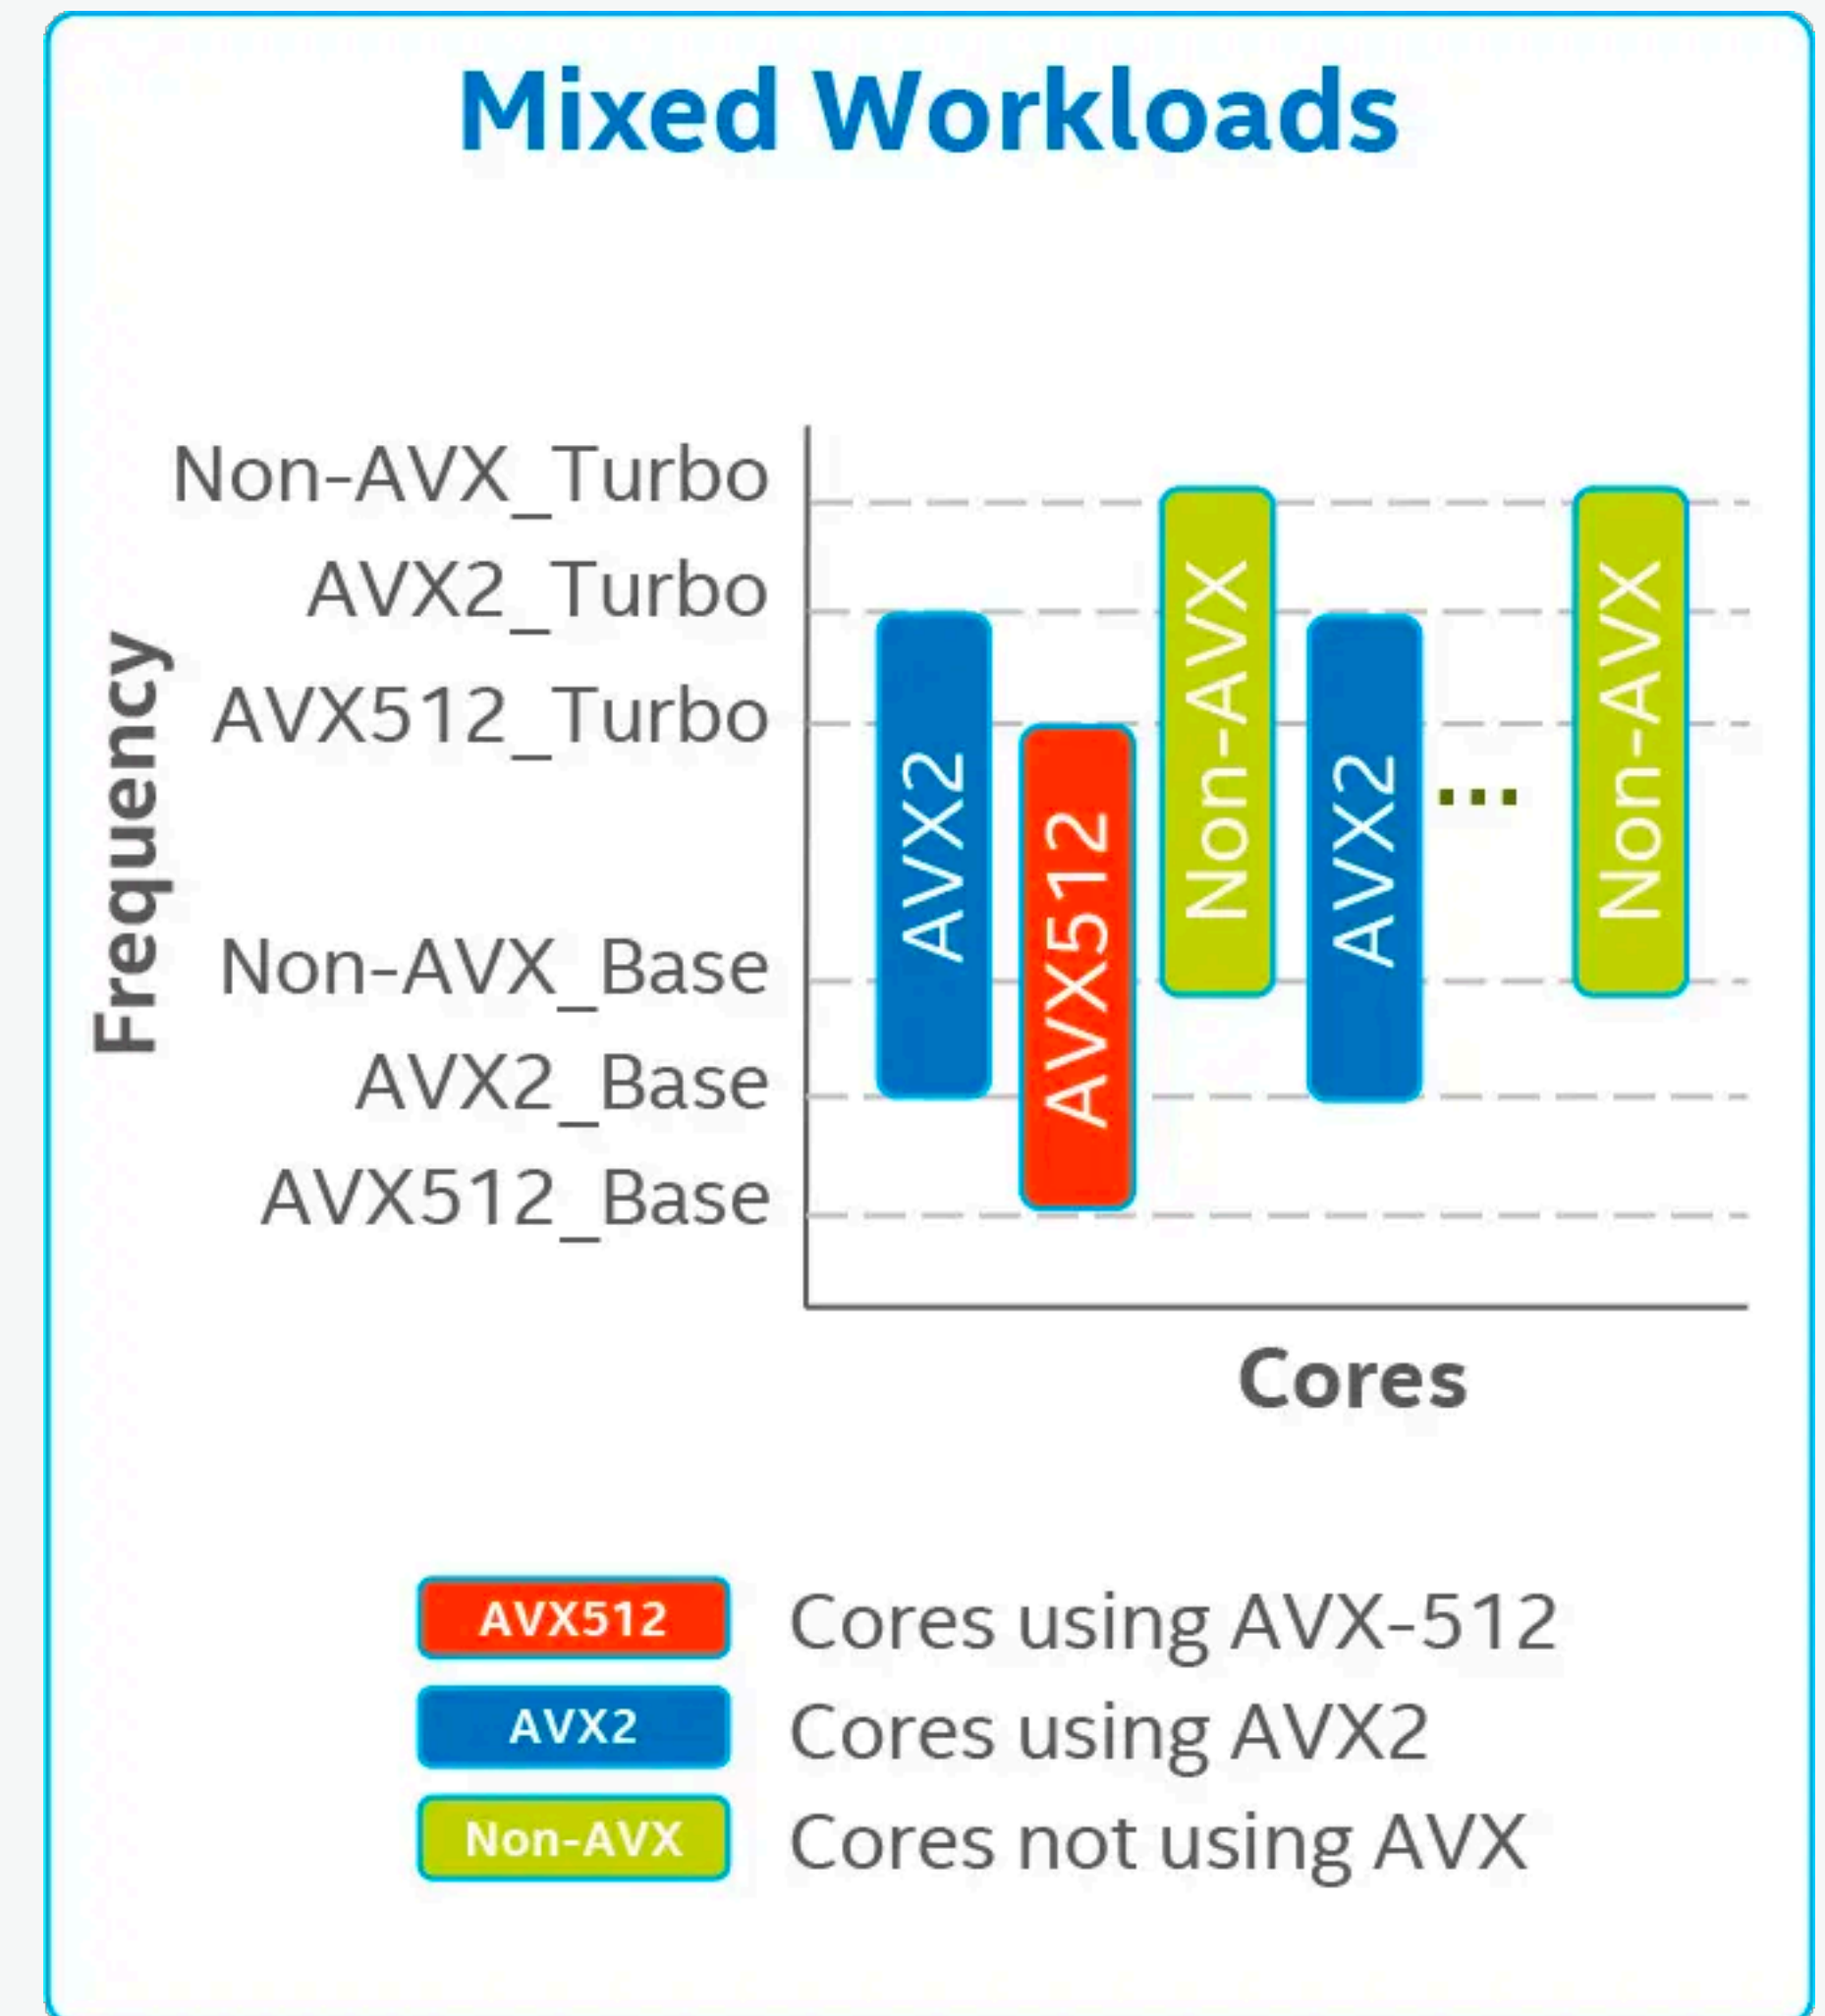 Mixed Workloads
Frequency
Non-AVX_Turbo
AVX2_Turbo
AVX512_Turbo
Non-AVX_Base
AVX2_Base
AVX512_Base
AVX2
AVX512
Non-AVX
AVX2
...
Non-AVX
Cores
AVX512 Cores using AVX-512
AVX2 Cores using AVX2
Non-AVX Cores not using AVX